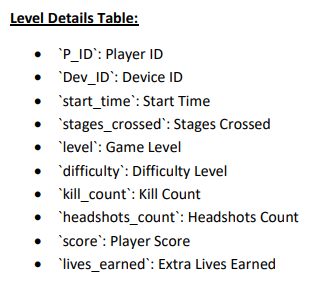 Level Details Table:
• `P_ID`: Player ID
• `Dev_ID`: Device ID
• `start_time`: Start Time
• `stages_crossed`: Stages Crossed
• `level`: Game Level
• `difficulty`: Difficulty Level
• `kill_count`: Kill Count
• `headshots_count`: Headshots Count
• `score`: Player Score
• `lives_earned`: Extra Lives Earned